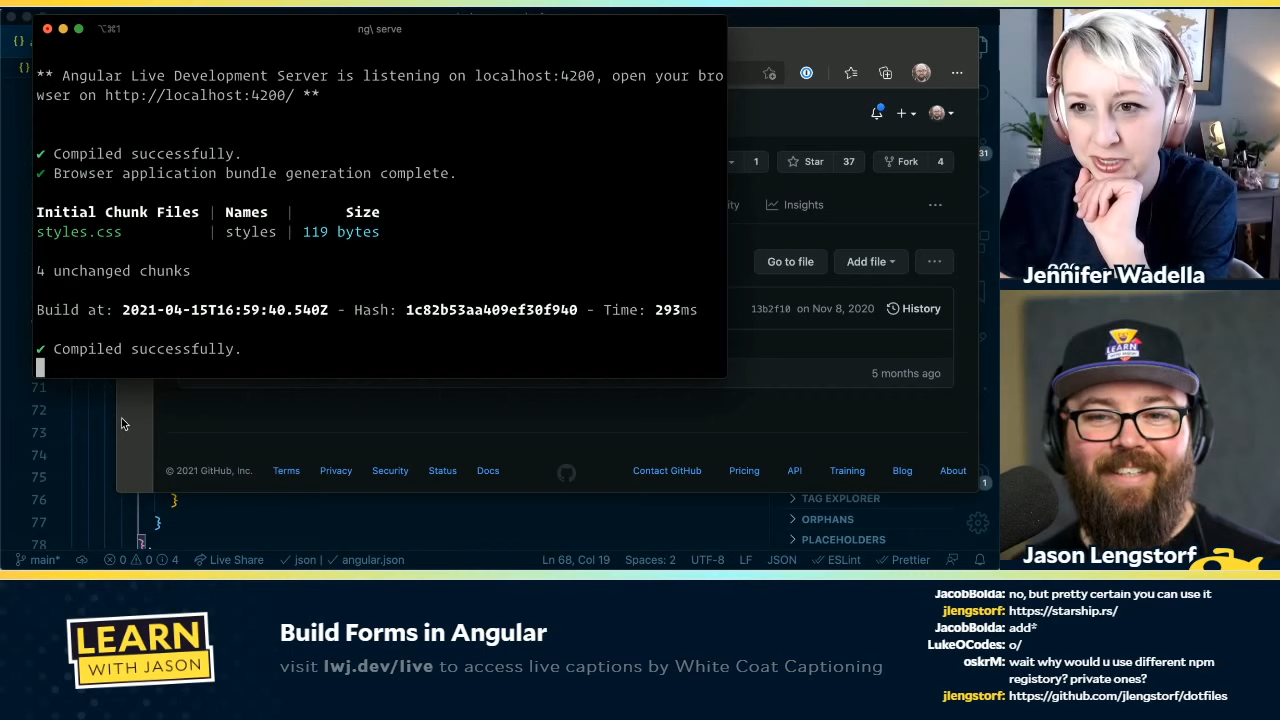 ⌥⌘1
ng\ serve
** Angular Live Development Server is listening on localhost:4200, open your bro
wser on http://localhost:4200/ **
✔ Compiled successfully.
✔ Browser application bundle generation complete.
Initial Chunk Files | Names | Size
styles.css | styles | 119 bytes
4 unchanged chunks
Build at: 2021-04-15T16:59:40.540Z - Hash: 1c82b53aa409ef30f940 - Time: 293ms
✔ Compiled successfully.
1
Star 37
Fork 4
ity
Insights
Go to file
Add file
13b2f10 on Nov 8, 2020
History
5 months ago
© 2021 GitHub, Inc.
Terms
Privacy
Security
Status
Docs
Contact GitHub
Pricing
API
Training
Blog
About
31
1
{}
{}
71
72
73
74
75
76 }
77 }
78 },
TAG EXPLORER
ORPHANS
PLACEHOLDERS
main*
0 0 4
Live Share
json
angular.json
Ln 68, Col 19
Spaces: 2
UTF-8
LF
JSON
ESLint
Prettier
Jennifer Wadella
LEARN
Jason Lengstorf
LEARN
WITH JASON
Build Forms in Angular
visit lwj.dev/live to access live captions by White Coat Captioning
JacobBolda: no, but pretty certain you can use it
jlengstorf: https://starship.rs/
JacobBolda: add*
LukeOCodes: o/
oskrM: wait why would u use different npm
registory? private ones?
jlengstorf: https://github.com/jlengstorf/dotfiles